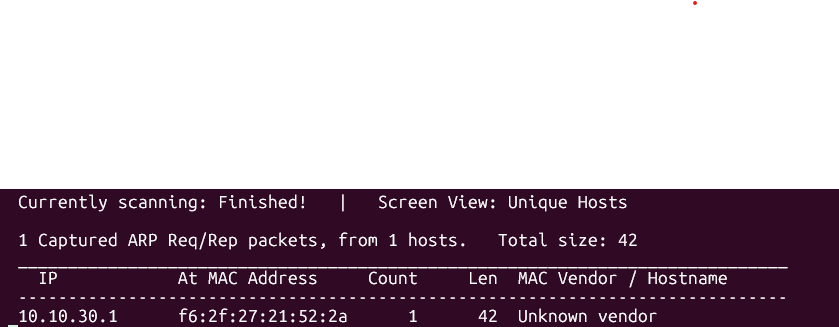 Currently scanning: Finished!   |   Screen View: Unique Hosts
1 Captured ARP Req/Rep packets, from 1 hosts.   Total size: 42
_____________________________________________________________________________
  IP            At MAC Address     Count     Len  MAC Vendor / Hostname
-----------------------------------------------------------------------------
10.10.30.1      f6:2f:27:21:52:2a      1      42  Unknown vendor